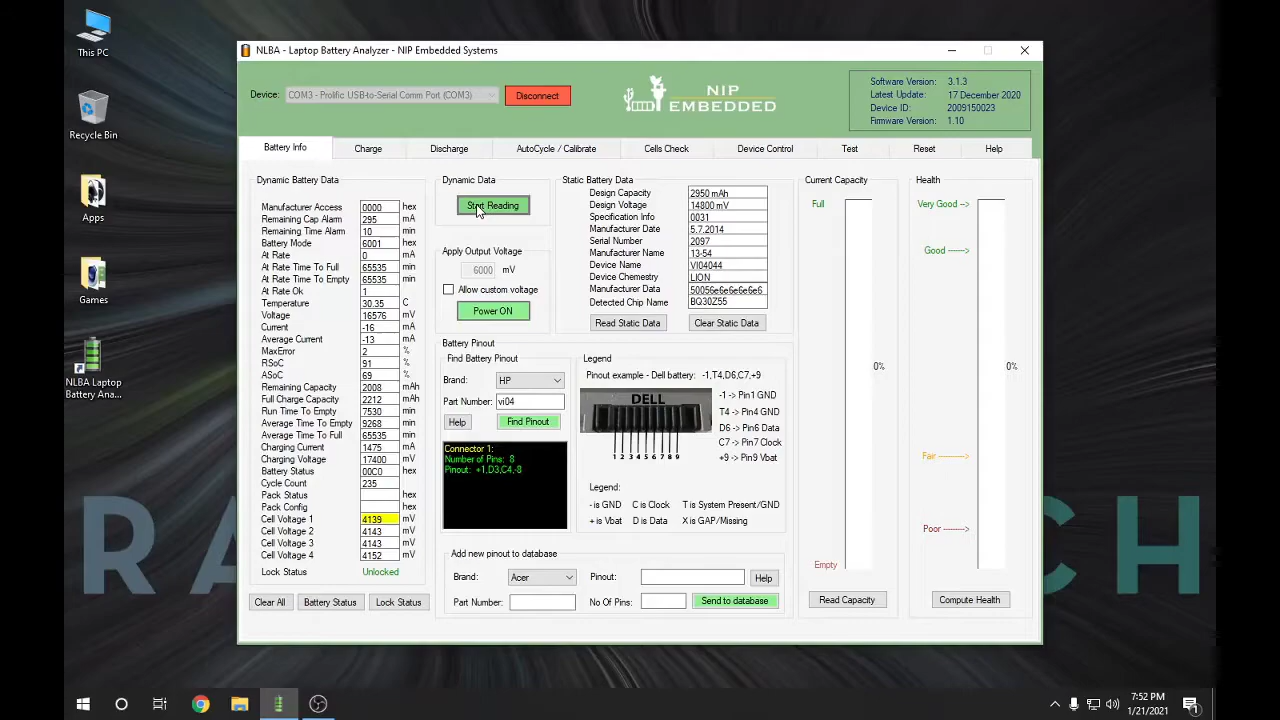 This PC
Recycle Bin
Apps
Games
NLBA Laptop
Battery Ana...
NLBA - Laptop Battery Analyzer - NIP Embedded Systems
Device: COM3 - Prolific USB-to-Serial Comm Port (COM3) Disconnect
NIP
EMBEDDED
Software Version: 3.1.3
Latest Update: 17 December 2020
Device ID: 2009150023
Firmware Version: 1.10
Battery Info Charge Discharge AutoCycle / Calibrate Cells Check Device Control Test Reset Help
Dynamic Battery Data
Manufacturer Access 0000 hex
Remaining Cap Alarm 295 mA
Remaining Time Alarm 10 min
Battery Mode 6001 hex
At Rate 0 mA
At Rate Time To Full 65535 min
At Rate Time To Empty 65535 min
At Rate Ok 1
Temperature 30.35 C
Voltage 16576 mV
Current -16 mA
Average Current -13 mA
MaxError 2 %
RSoC 91 %
ASoC 69 %
Remaining Capacity 2008 mAh
Full Charge Capacity 2212 mAh
Run Time To Empty 7530 min
Average Time To Empty 9268 min
Average Time To Full 65535 min
Charging Current 1475 mA
Charging Voltage 17400 mV
Battery Status 00C0 hex
Cycle Count 235
Pack Status hex
Pack Config hex
Cell Voltage 1 4139 mV
Cell Voltage 2 4143 mV
Cell Voltage 3 4143 mV
Cell Voltage 4 4152 mV
Lock Status Unlocked
Clear All Battery Status Lock Status
Dynamic Data
Start Reading
Apply Output Voltage
6000 mV
Allow custom voltage
Power ON
Static Battery Data
Design Capacity 2950 mAh
Design Voltage 14800 mV
Specification Info 0031
Manufacturer Date 5.7.2014
Serial Number 2097
Manufacturer Name 13-54
Device Name VI04044
Device Chemestry LION
Manufacturer Data 50056e6e6e6e6e6
Detected Chip Name BQ30Z55
Read Static Data Clear Static Data
Battery Pinout
Find Battery Pinout
Brand: HP
Part Number: vi04
Help Find Pinout
Connector 1:
Number of Pins: 8
Pinout: +1,D3,C4,-8
Legend
Pinout example - Dell battery: -1,T4,D6,C7,+9
DELL
1 2 3 4 5 6 7 8 9
-1 -> Pin1 GND
T4 -> Pin4 GND
D6 -> Pin6 Data
C7 -> Pin7 Clock
+9 -> Pin9 Vbat
Legend:
- is GND C is Clock T is System Present/GND
+ is Vbat D is Data X is GAP/Missing
Add new pinout to database
Brand: Acer Pinout: Help
Part Number: No Of Pins: Send to database
Current Capacity
Full
0%
Empty
Read Capacity
Health
Very Good -->
Good ----->
0%
Fair --------->
Poor -------->
Compute Health
RA CH
7:52 PM
1/21/2021
1